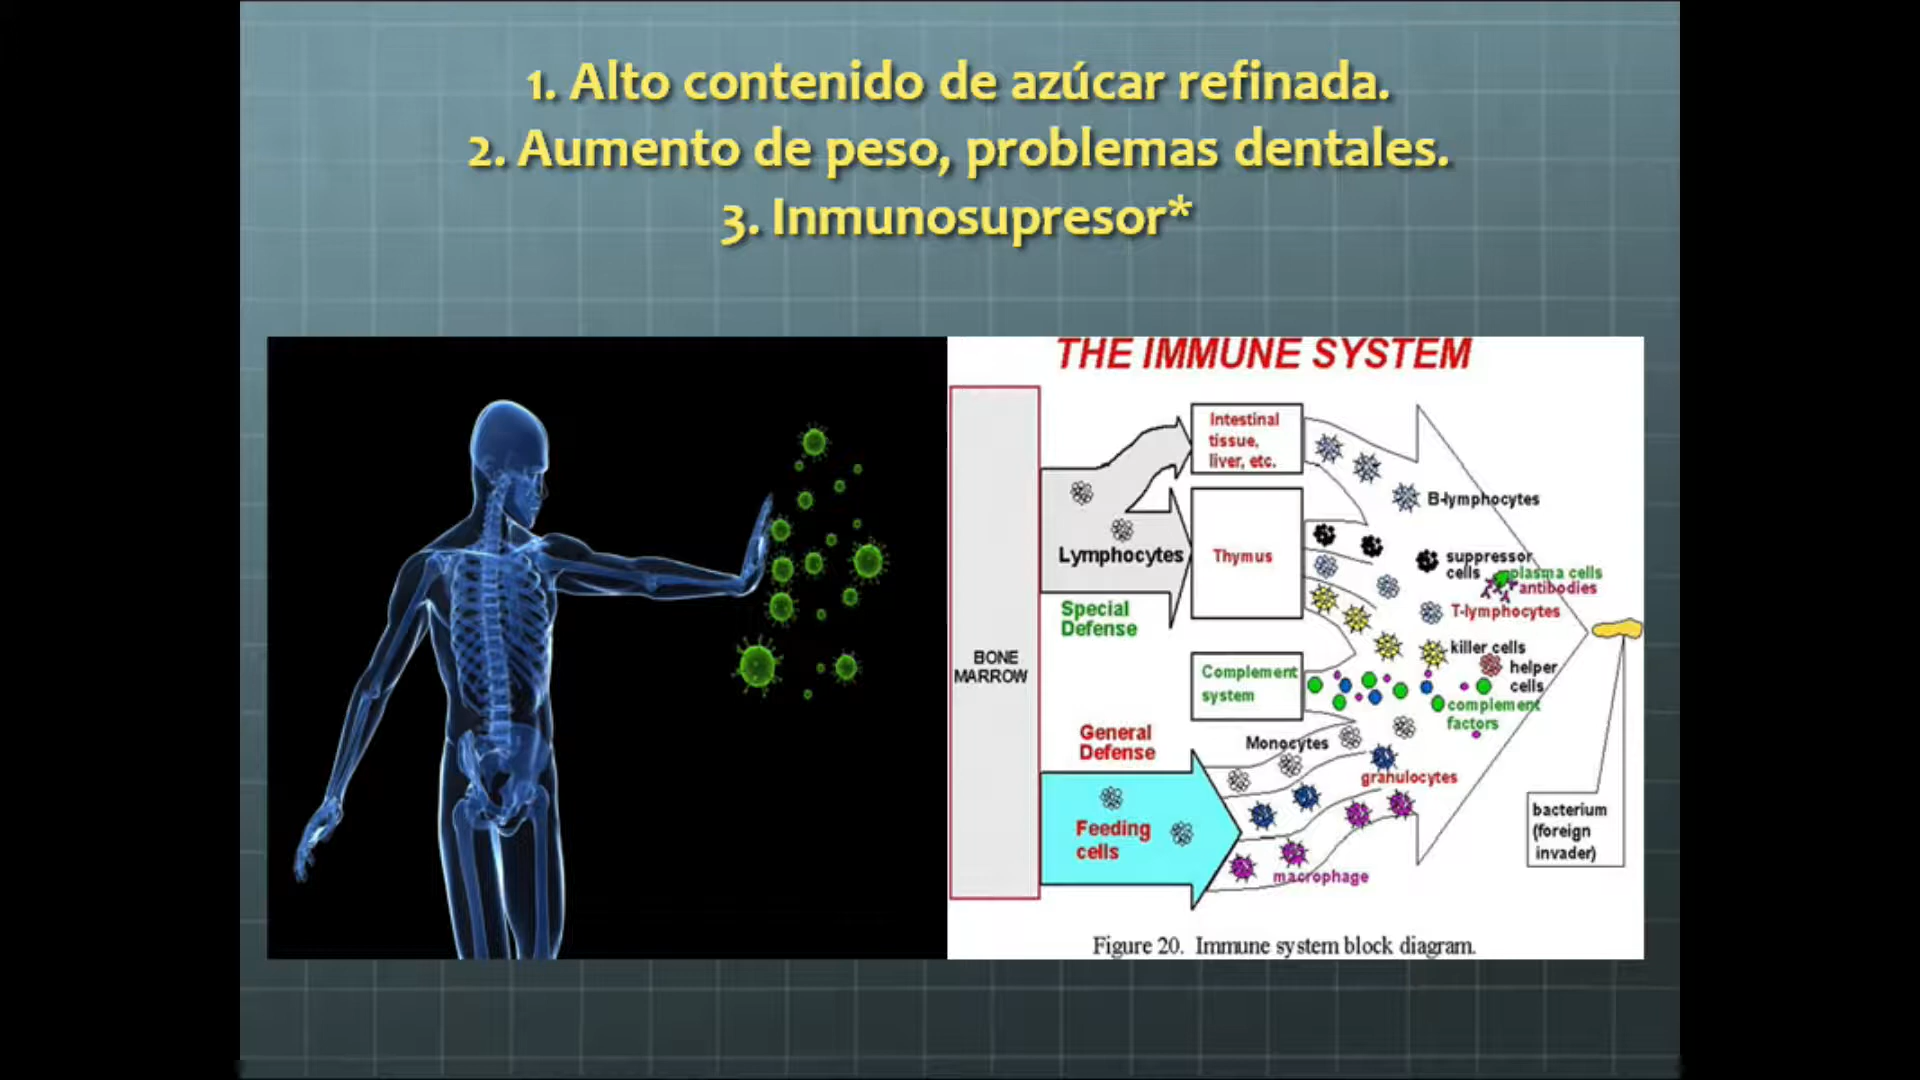 1. Alto contenido de azúcar refinada.
2. Aumento de peso, problemas dentales.
3. Inmunosupresor*
THE IMMUNE SYSTEM
Intestinal
tissue,
liver, etc.
B-lymphocytes
Lymphocytes
Thymus
suppressor
cells
plasma cells
antibodies
T-lymphocytes
Special
Defense
killer cells
helper
cells
BONE
MARROW
Complement
system
complement
factors
General
Defense
Monocytes
granulocytes
Feeding
cells
macrophage
bacterium
(foreign
invader)
Figure 20. Immune system block diagram.